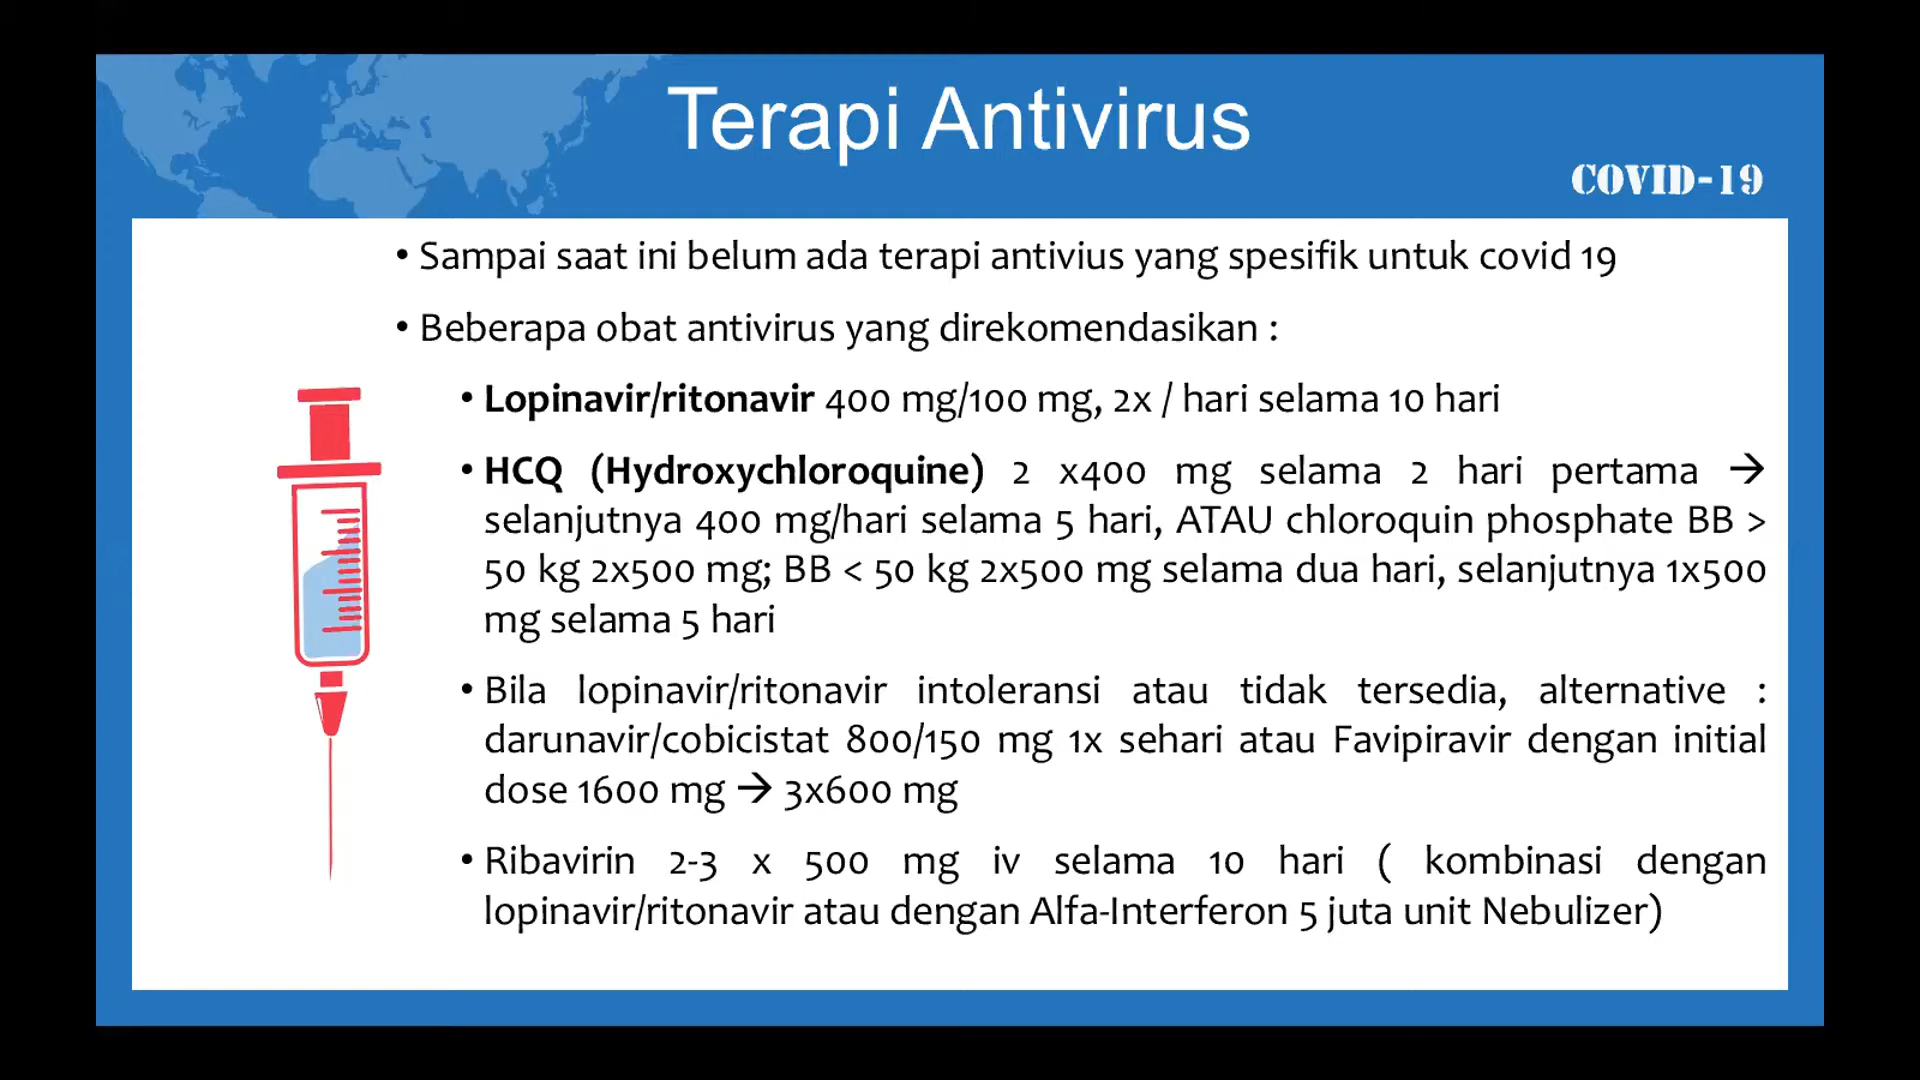 Terapi Antivirus
COVID-19
• Sampai saat ini belum ada terapi antivius yang spesifik untuk covid 19
• Beberapa obat antivirus yang direkomendasikan :
• Lopinavir/ritonavir 400 mg/100 mg, 2x / hari selama 10 hari
• HCQ (Hydroxychloroquine) 2 x400 mg selama 2 hari pertama →
selanjutnya 400 mg/hari selama 5 hari, ATAU chloroquin phosphate BB >
50 kg 2x500 mg; BB < 50 kg 2x500 mg selama dua hari, selanjutnya 1x500
mg selama 5 hari
• Bila lopinavir/ritonavir intoleransi atau tidak tersedia, alternative :
darunavir/cobicistat 800/150 mg 1x sehari atau Favipiravir dengan initial
dose 1600 mg → 3x600 mg
• Ribavirin 2-3 x 500 mg iv selama 10 hari ( kombinasi dengan
lopinavir/ritonavir atau dengan Alfa-Interferon 5 juta unit Nebulizer)